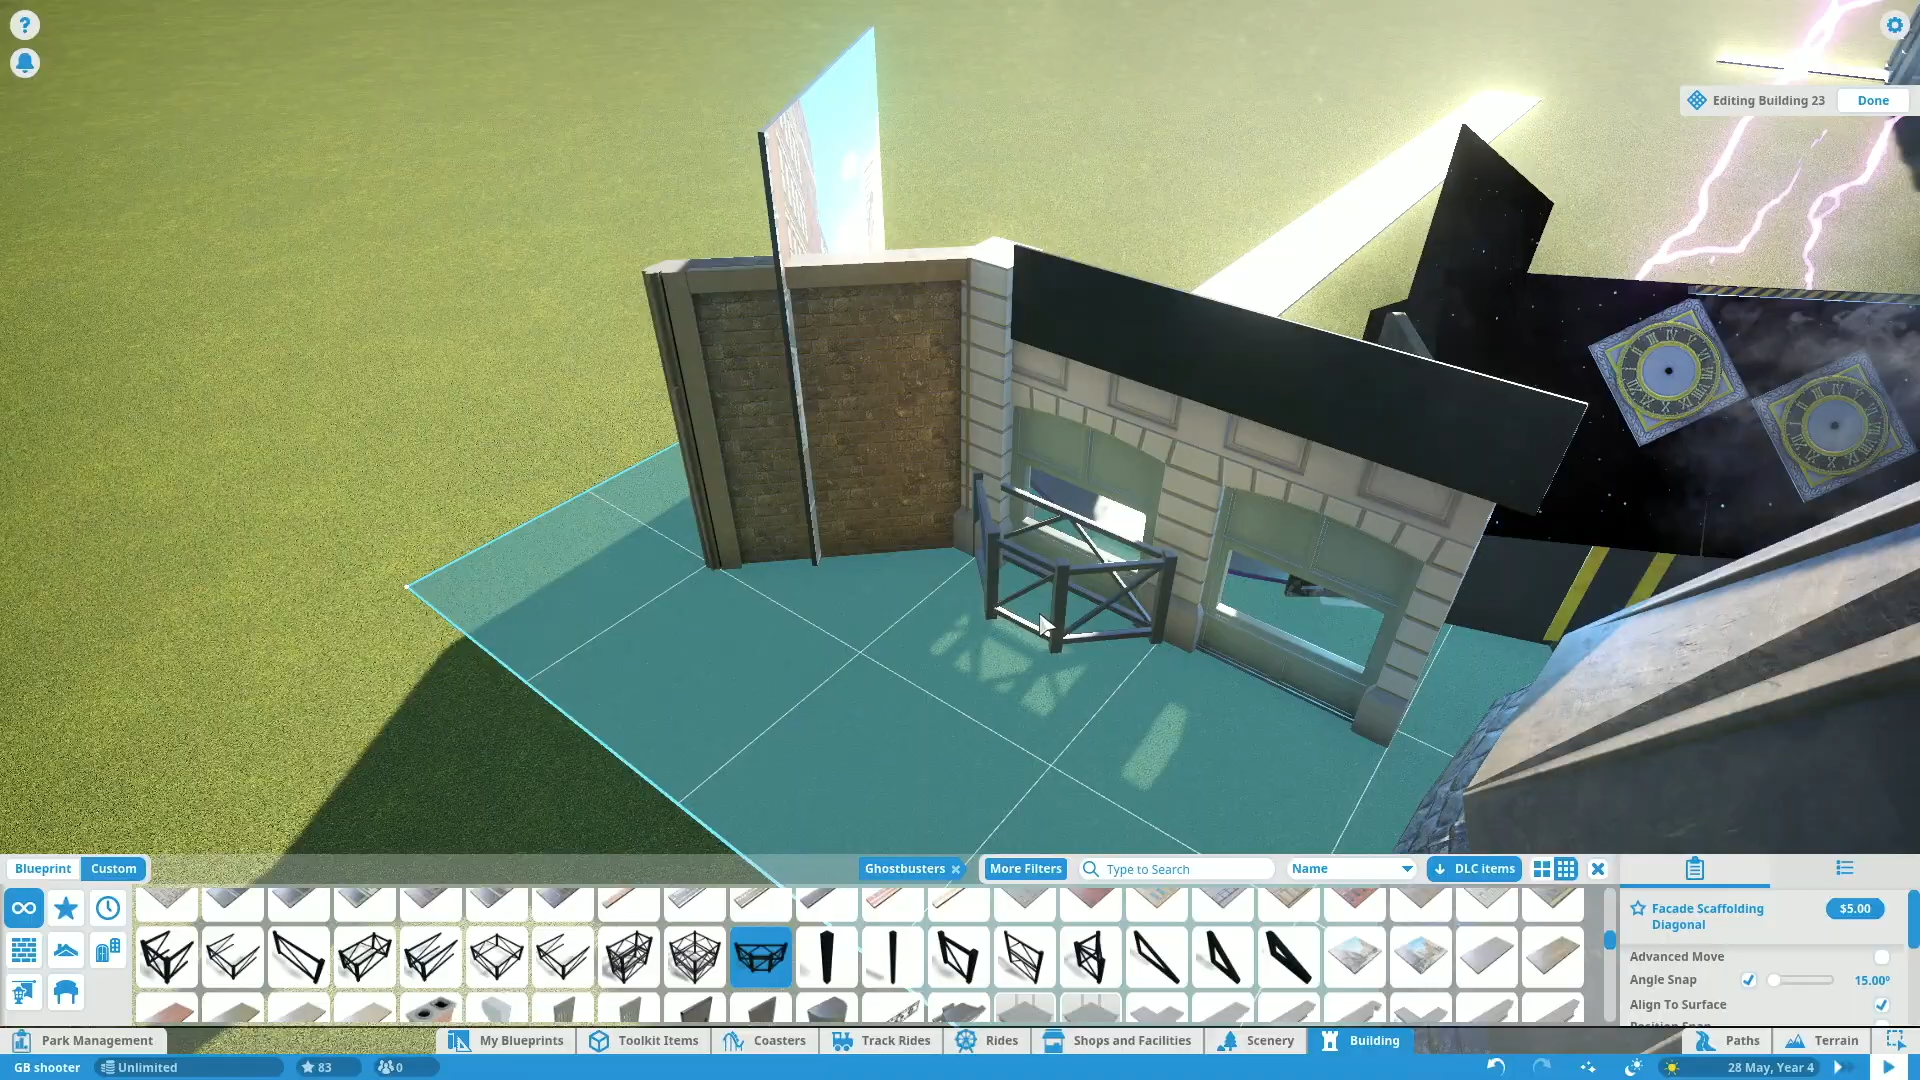 ?
Editing Building 23
Done
Blueprint
Custom
Ghostbusters
More Filters
Type to Search
Name
DLC items
Facade Scaffolding
Diagonal
$5.00
Advanced Move
Angle Snap
15.00°
Align To Surface
Park Management
My Blueprints
Toolkit Items
Coasters
Track Rides
Rides
Shops and Facilities
Scenery
Building
Paths
Terrain
GB shooter
Unlimited
83
0
28 May, Year 4